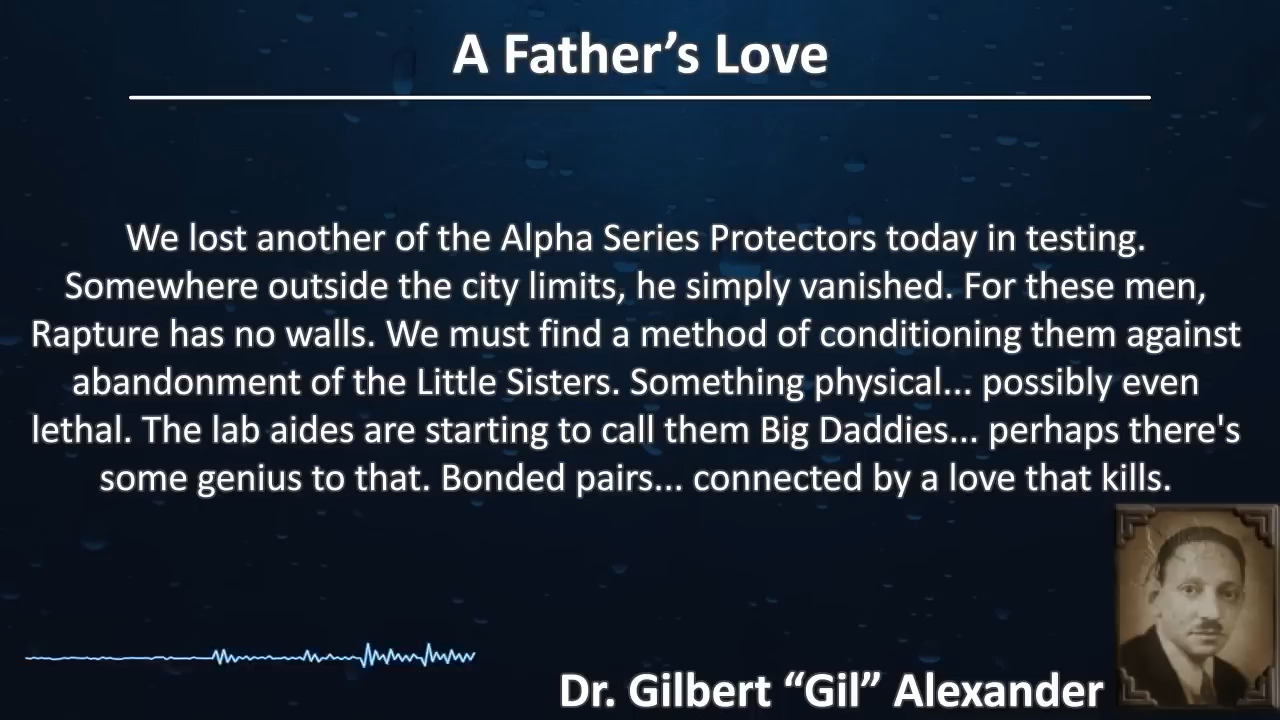 A Father’s Love
We lost another of the Alpha Series Protectors today in testing.
Somewhere outside the city limits, he simply vanished. For these men,
Rapture has no walls. We must find a method of conditioning them against
abandonment of the Little Sisters. Something physical... possibly even
lethal. The lab aides are starting to call them Big Daddies... perhaps there's
some genius to that. Bonded pairs... connected by a love that kills.
Dr. Gilbert “Gil” Alexander